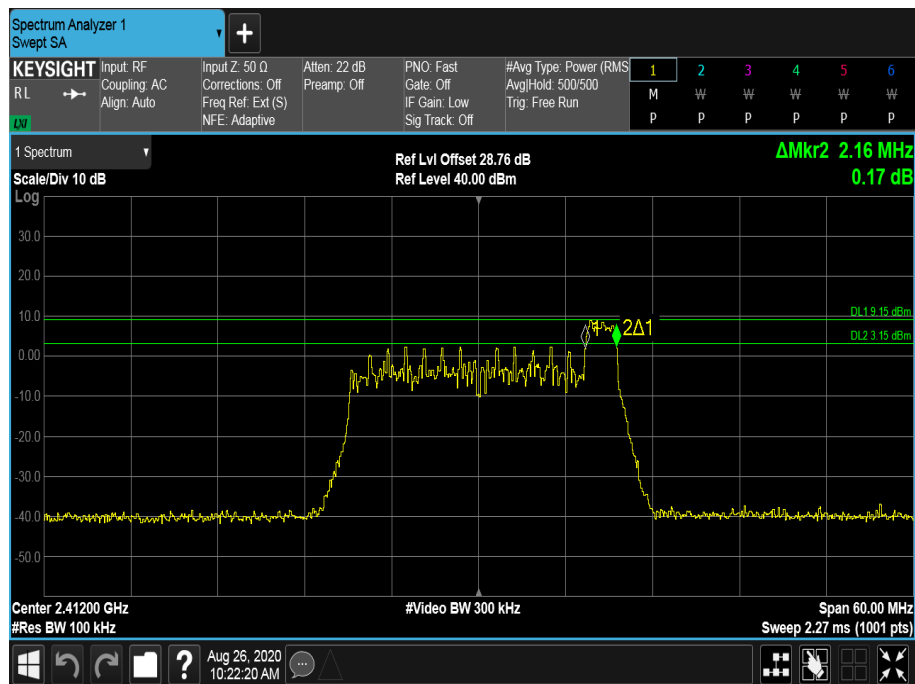 Spectrum Analyzer 1
Swept SA
KEYSIGHT
RL
LXI
Input: RF
Coupling: AC
Align: Auto
Input Z: 50 Ω
Corrections: Off
Freq Ref: Ext (S)
NFE: Adaptive
Atten: 22 dB
Preamp: Off
PNO: Fast
Gate: Off
IF Gain: Low
Sig Track: Off
#Avg Type: Power (RMS
Avg|Hold: 500/500
Trig: Free Run
1 2 3 4 5 6
M W W W W W
P P P P P P
1 Spectrum
Scale/Div 10 dB
Log
Ref Lvl Offset 28.76 dB
Ref Level 40.00 dBm
ΔMkr2 2.16 MHz
0.17 dB
30.0
20.0
10.0
DL1 9.15 dBm
1 2Δ1
DL2 3.15 dBm
0.00
-10.0
-20.0
-30.0
-40.0
-50.0
Center 2.41200 GHz
#Res BW 100 kHz
#Video BW 300 kHz
Span 60.00 MHz
Sweep 2.27 ms (1001 pts)
?
Aug 26, 2020
10:22:20 AM